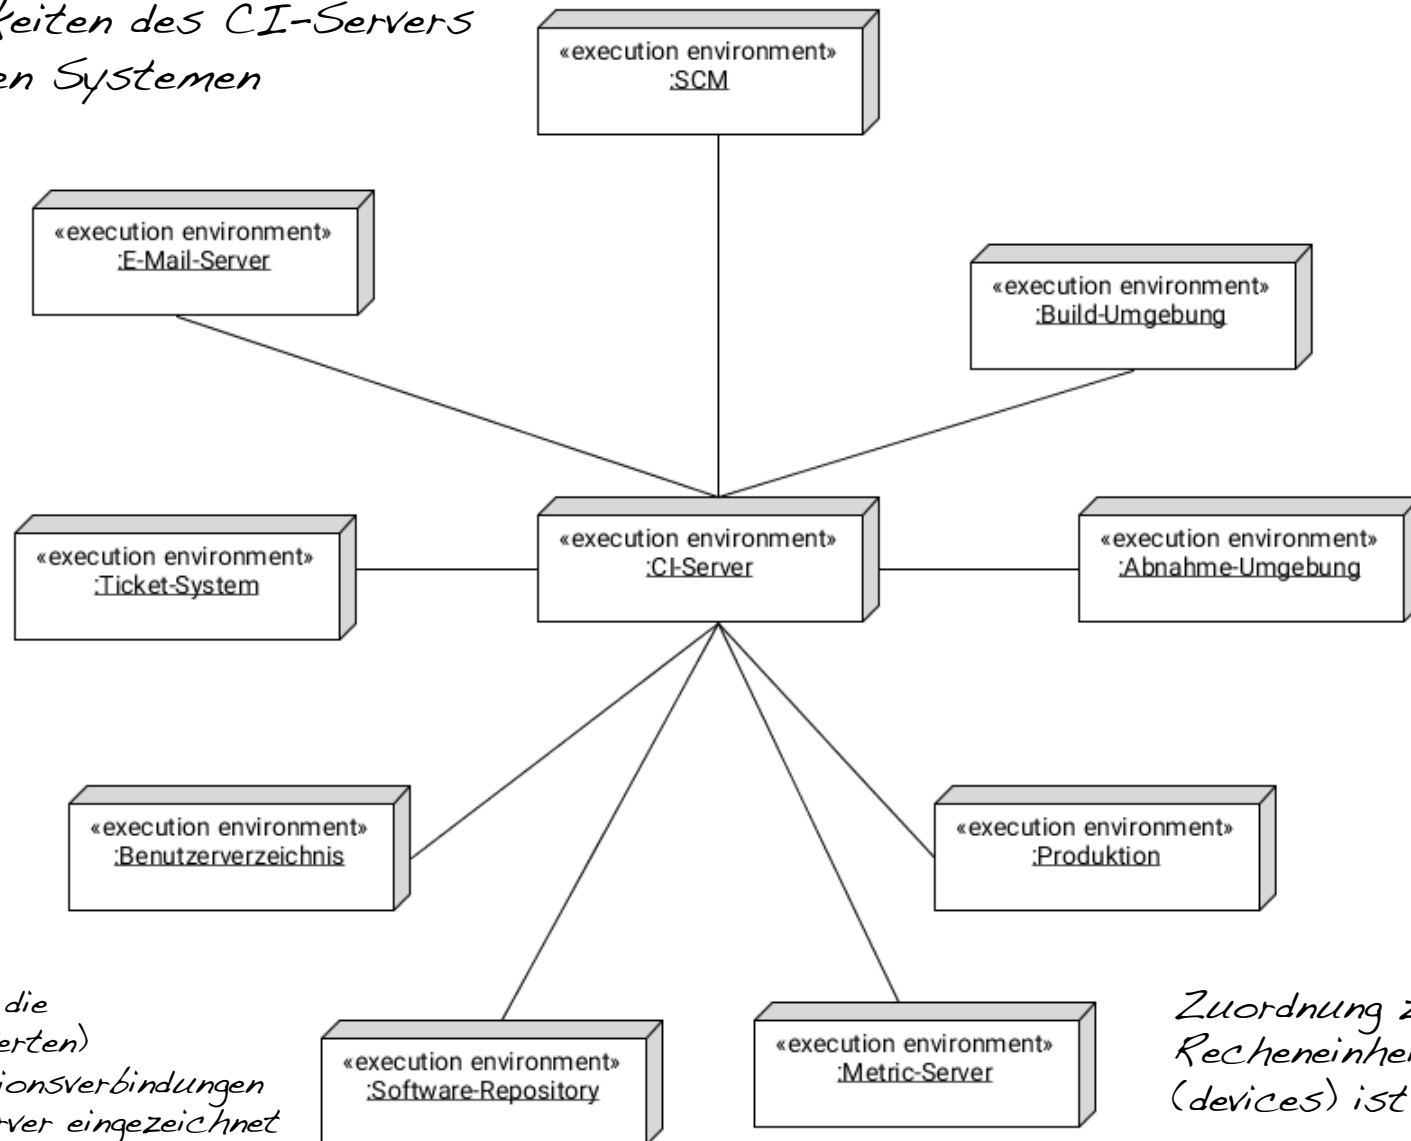 keiten des CI-Servers
en Systemen
«execution environment»
:SCM
«execution environment»
:E-Mail-Server
«execution environment»
:Build-Umgebung
«execution environment»
:Ticket-System
«execution environment»
:CI-Server
«execution environment»
:Abnahme-Umgebung
«execution environment»
:Benutzerverzeichnis
«execution environment»
:Produktion
die
erten)
ionsverbindungen
rver eingezeichnet
«execution environment»
:Software-Repository
«execution environment»
:Metric-Server
Zuordnung z
Recheneinhei
(devices) ist